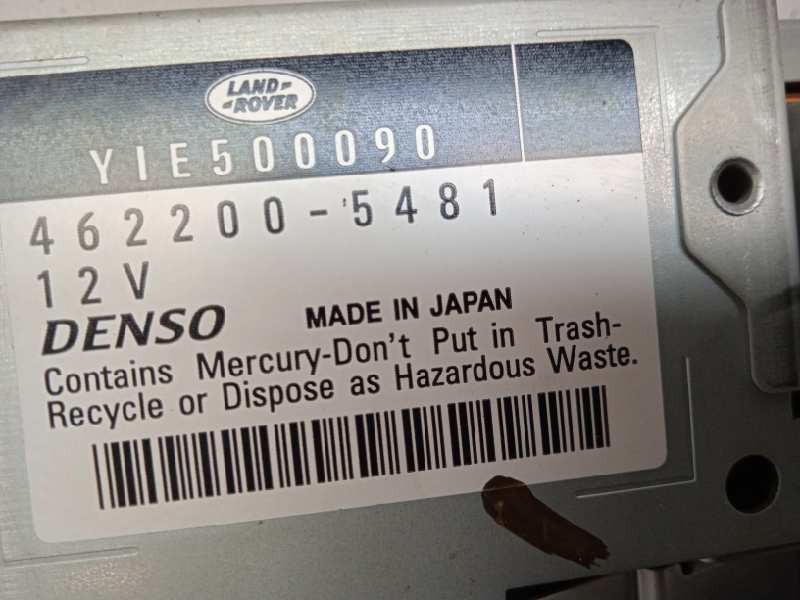 LAND-
-ROVER
YIE500090
462200-5481
12V
DENSO MADE IN JAPAN
Contains Mercury-Don't Put in Trash-
Recycle or Dispose as Hazardous Waste.